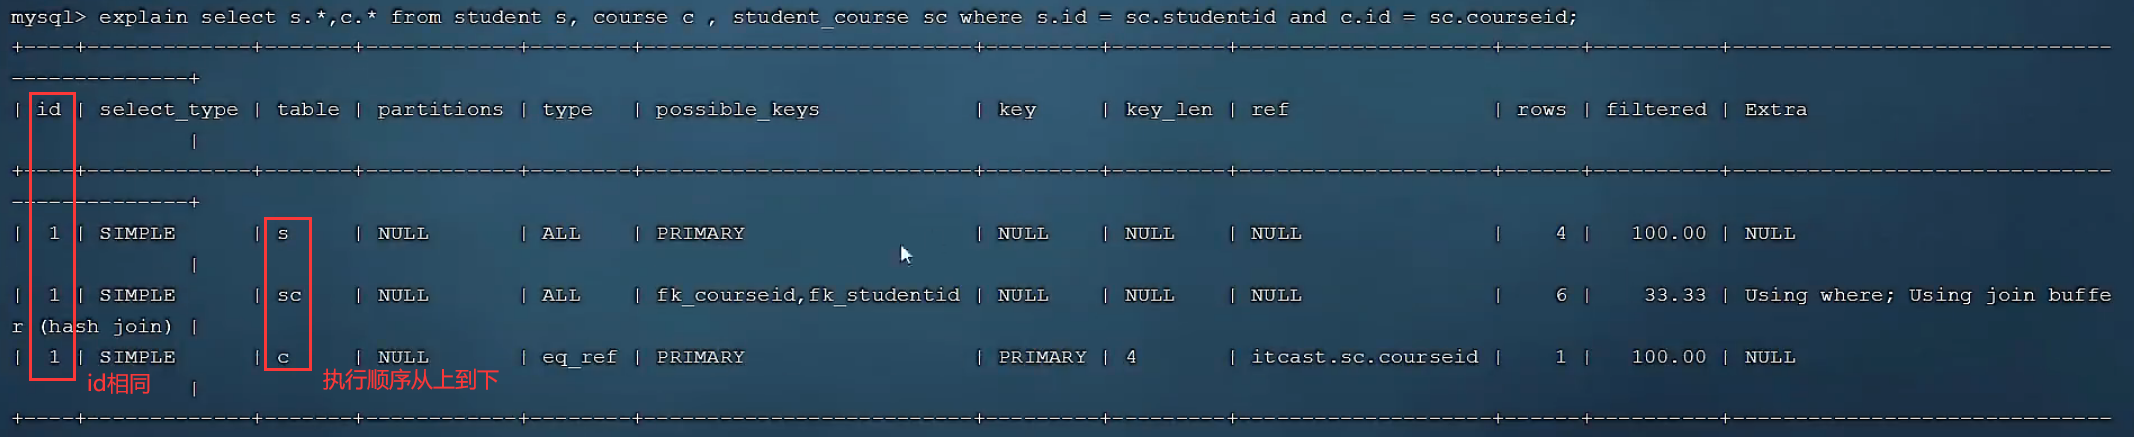 mysql> explain select s.*,c.* from student s, course c , student_course sc where s.id = sc.studentid and c.id = sc.courseid;
+----+-------------+-------+------------+--------+---------------------------+---------+---------+--------------------+------+----------+------------------------------
--------------+
| id | select_type | table | partitions | type   | possible_keys            | key     | key_len | ref                | rows | filtered | Extra
              |
+----+-------------+-------+------------+--------+---------------------------+---------+---------+--------------------+------+----------+------------------------------
--------------+
|  1 | SIMPLE      | s     | NULL       | ALL    | PRIMARY                  | NULL    | NULL    | NULL               |    4 |   100.00 | NULL
              |
|  1 | SIMPLE      | sc    | NULL       | ALL    | fk_courseid,fk_studentid | NULL    | NULL    | NULL               |    6 |    33.33 | Using where; Using join buffe
r (hash join) |
|  1 | SIMPLE      | c     | NULL       | eq_ref | PRIMARY                  | PRIMARY | 4       | itcast.sc.courseid |    1 |   100.00 | NULL
id相同 执行顺序从上到下
              |
+----+-------------+-------+------------+--------+---------------------------+---------+---------+--------------------+------+----------+------------------------------